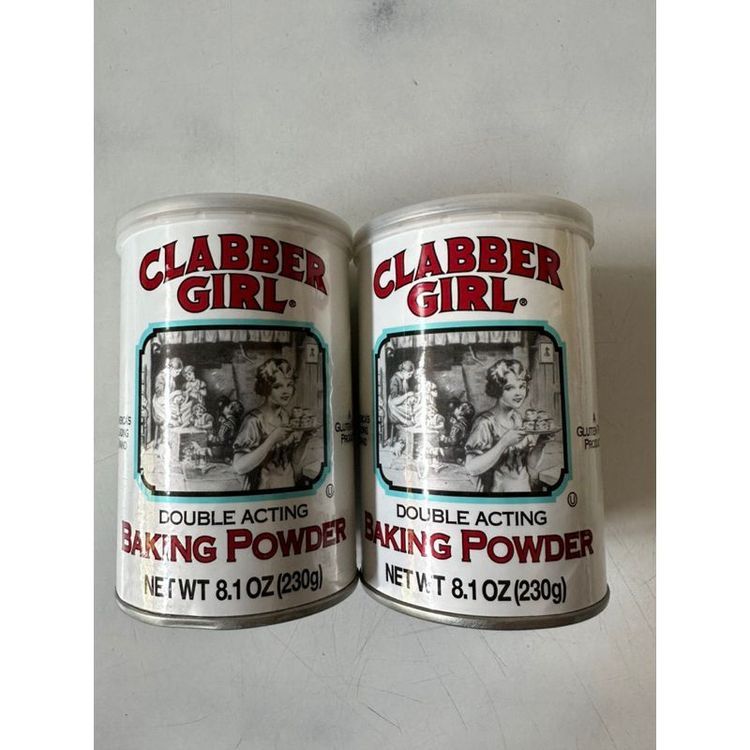 CLABBER
GIRL®
GLUTEN
DOUBLE ACTING
BAKING POWDER
NET WT 8.1 OZ (230g)
CLABBER
GIRL®
DOUBLE ACTING
BAKING POWDER
NET WT 8.1 OZ (230g)